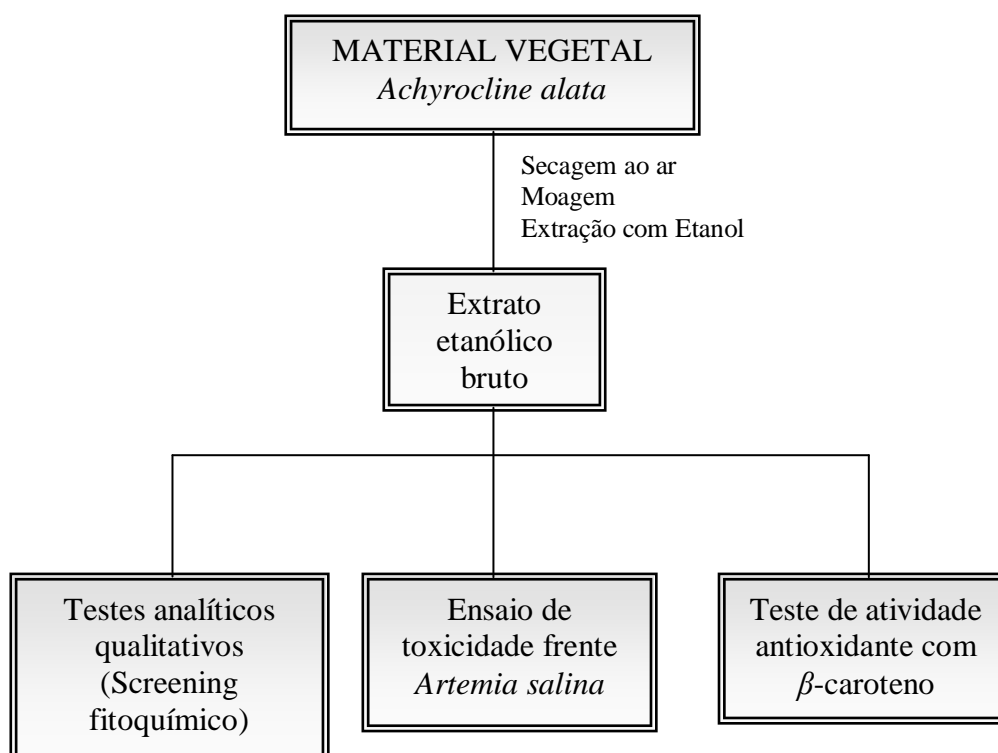 MATERIAL VEGETAL
Achyrocline alata
Secagem ao ar
Moagem
Extração com Etanol
Extrato
etanólico
bruto
Testes analíticos
qualitativos
(Screening
fitoquímico)
Ensaio de
toxicidade frente
Artemia salina
Teste de atividade
antioxidante com
β-caroteno